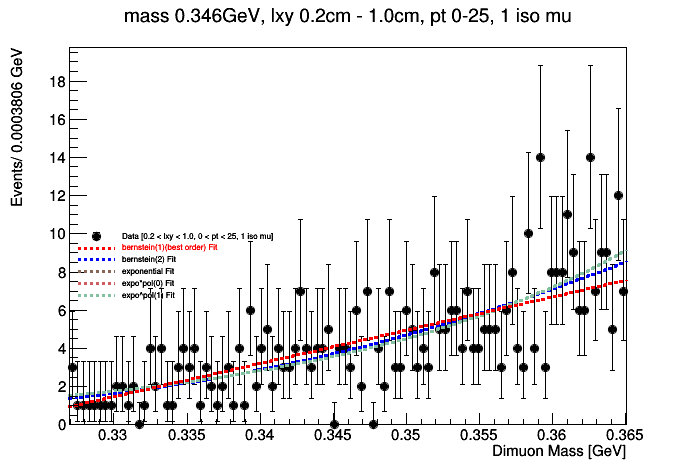 mass 0.346GeV, lxy 0.2cm - 1.0cm, pt 0-25, 1 iso mu
Events/ 0.0003806 GeV
18
16
14
12
10
8
6
4
2
0
Data [0.2 < lxy < 1.0, 0 < pt < 25, 1 iso mu]
bernstein(1)(best order) Fit
bernstein(2) Fit
exponential Fit
expo*pol(0) Fit
expo*pol(1) Fit
0.33 0.335 0.34 0.345 0.35 0.355 0.36 0.365
Dimuon Mass [GeV]